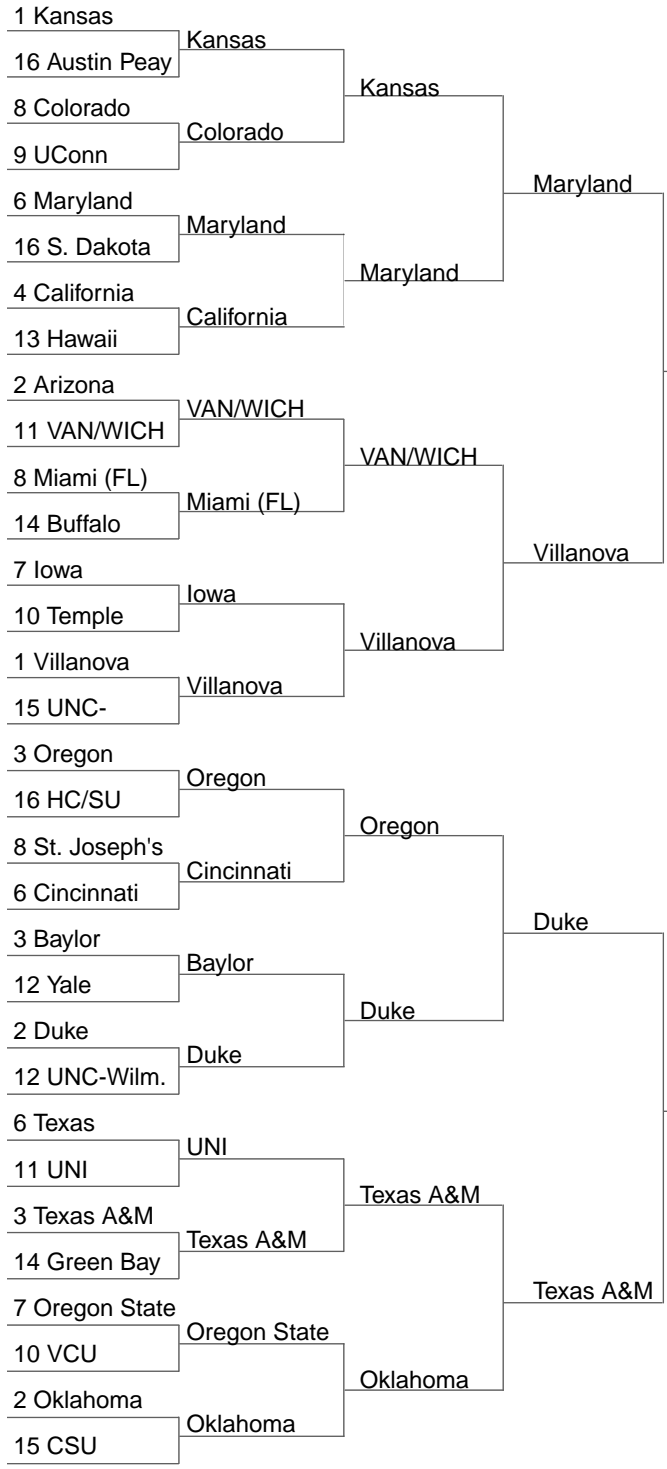 1 Kansas
16 Austin Peay
8 Colorado
9 UConn
6 Maryland
16 S. Dakota
4 California
13 Hawaii
2 Arizona
11 VAN/WICH
8 Miami (FL)
14 Buffalo
7 Iowa
10 Temple
1 Villanova
15 UNC-
3 Oregon
16 HC/SU
8 St. Joseph's
6 Cincinnati
3 Baylor
12 Yale
2 Duke
12 UNC-Wilm.
6 Texas
11 UNI
3 Texas A&M
14 Green Bay
7 Oregon State
10 VCU
2 Oklahoma
15 CSU
Kansas
Colorado
Maryland
California
VAN/WICH
Miami (FL)
Iowa
Villanova
Oregon
Cincinnati
Baylor
Duke
UNI
Texas A&M
Oregon State
Oklahoma
Kansas
Maryland
VAN/WICH
Villanova
Oregon
Duke
Texas A&M
Oklahoma
Maryland
Villanova
Duke
Texas A&M